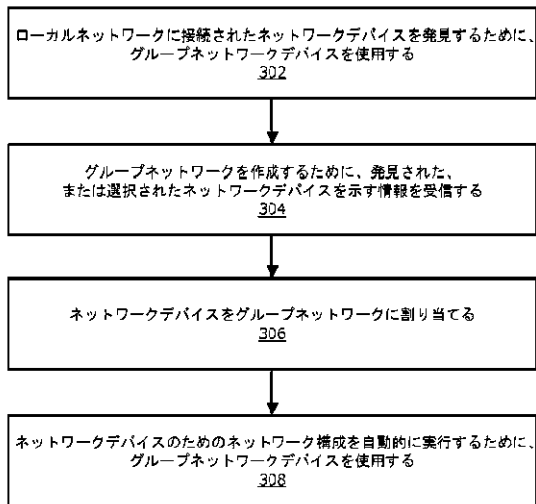 ローカルネットワークに接続されたネットワークデバイスを発見するために、
グループネットワークデバイスを使用する
302
グループネットワークを作成するために、発見された、
または選択されたネットワークデバイスを示す情報を受信する
304
ネットワークデバイスをグループネットワークに割り当てる
306
ネットワークデバイスのためのネットワーク構成を自動的に実行するために、
グループネットワークデバイスを使用する
308